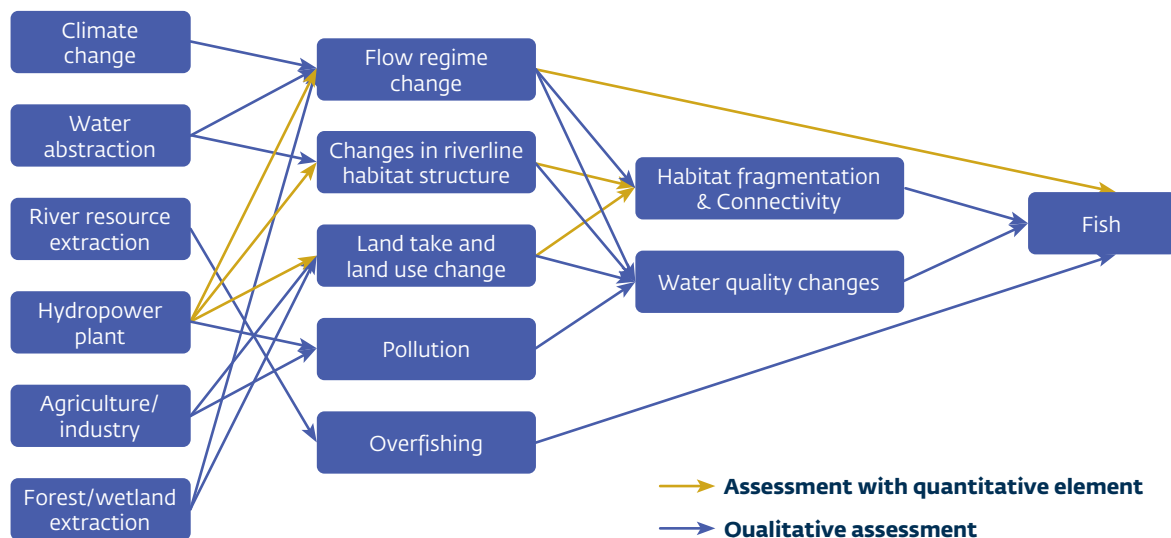 Climate
change
Water
abstraction
River resource
extraction
Hydropower
plant
Agriculture/
industry
Forest/wetland
extraction
Flow regime
change
Changes in riverline
habitat structure
Land take and
land use change
Pollution
Overfishing
Habitat fragmentation
& Connectivity
Water quality changes
Fish
Assessment with quantitative element
Qualitative assessment